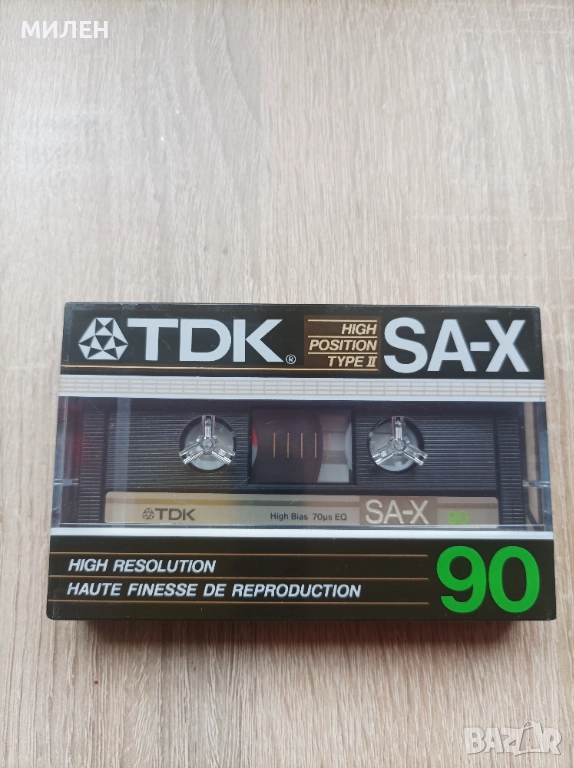 МИЛЕН
TDK®
HIGH
POSITION
TYPE II
SA-X
TDK
High Bias 70µs EQ
SA-X
90
HIGH RESOLUTION
HAUTE FINESSE DE REPRODUCTION
90
BAZAR